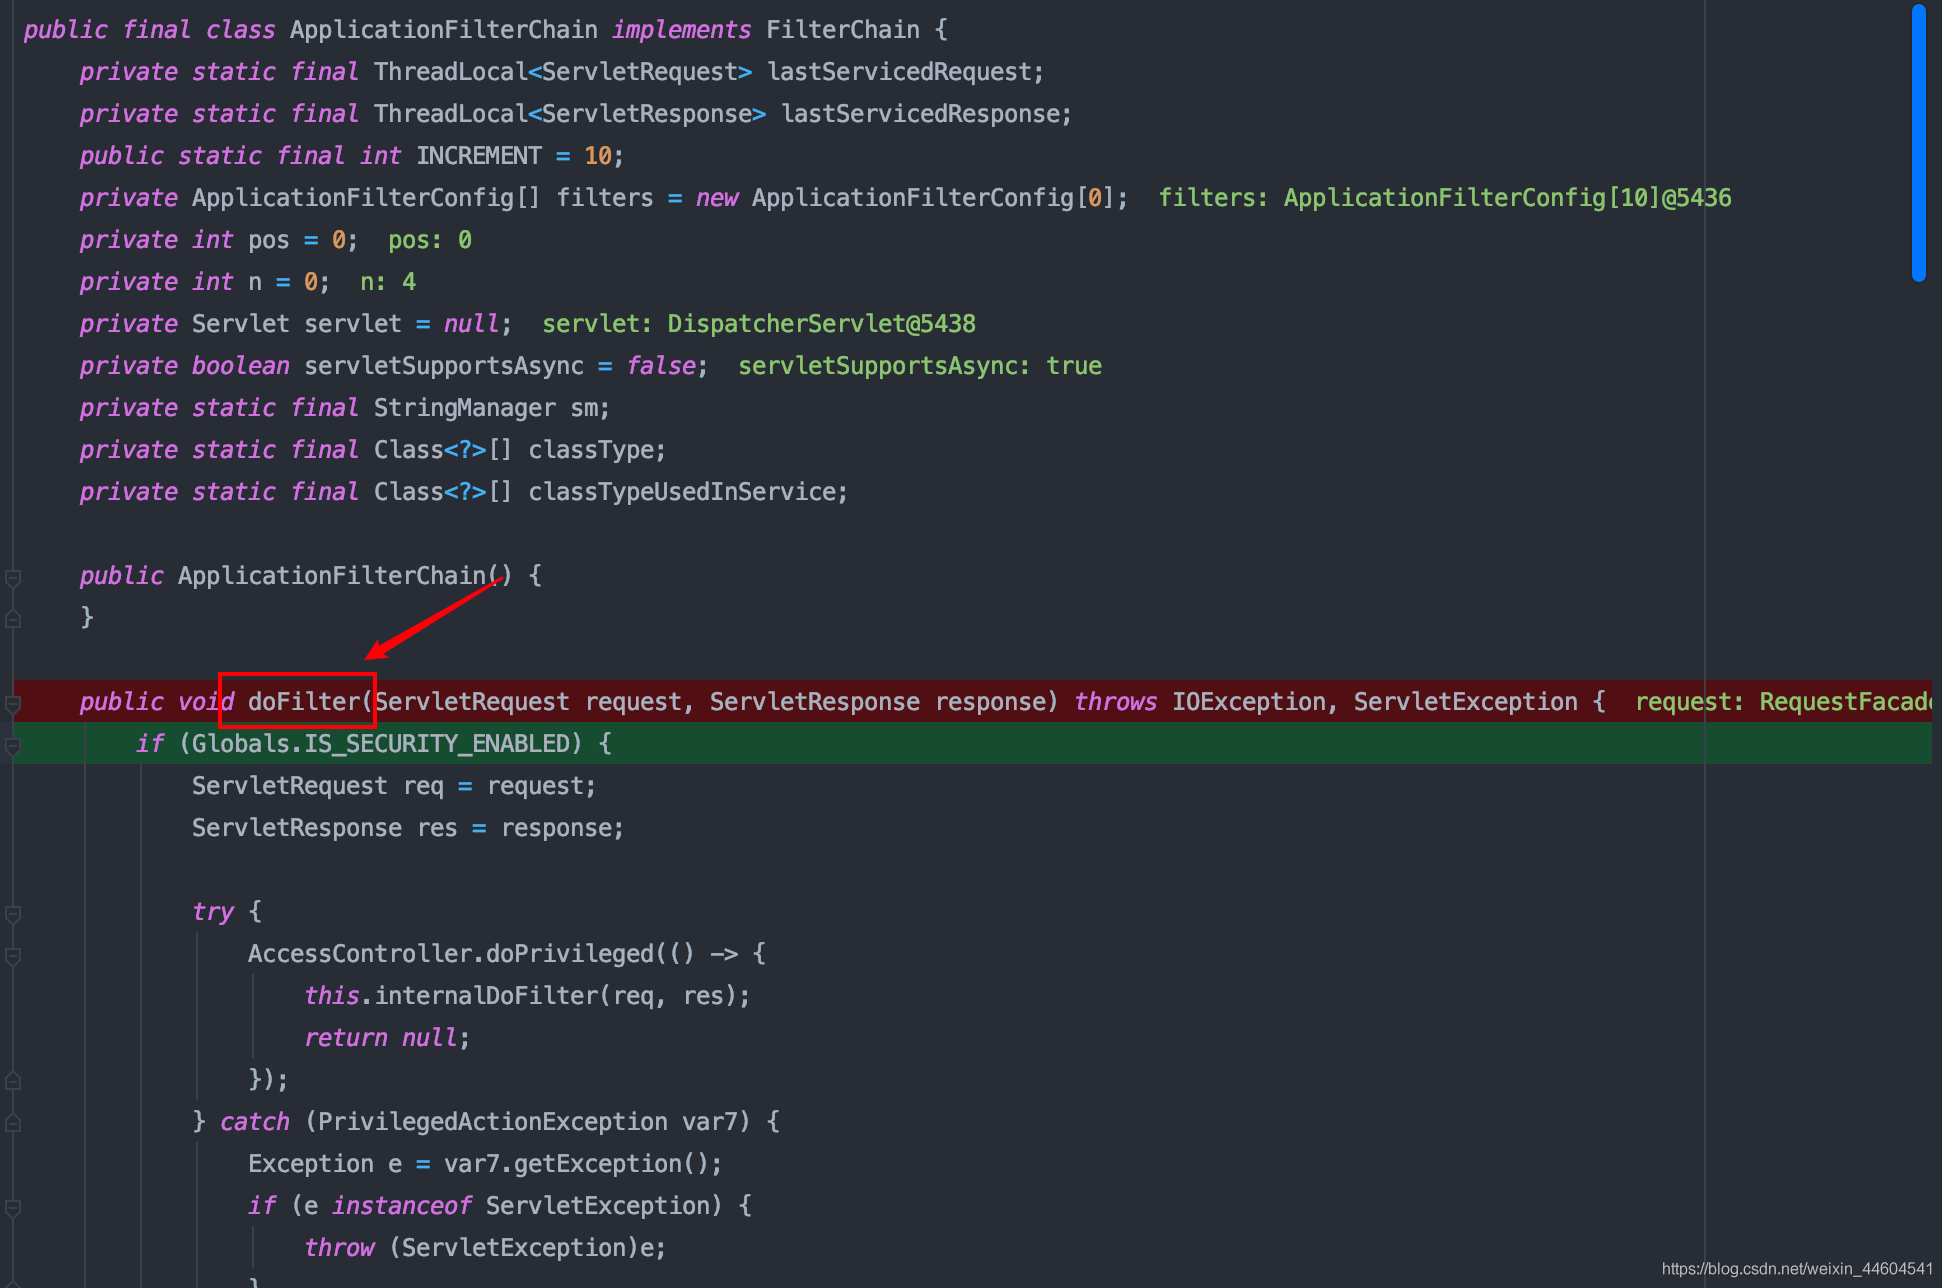 public final class ApplicationFilterChain implements FilterChain {
private static final ThreadLocal<ServletRequest> lastServicedRequest;
private static final ThreadLocal<ServletResponse> lastServicedResponse;
public static final int INCREMENT = 10;
private ApplicationFilterConfig[] filters = new ApplicationFilterConfig[0];  filters: ApplicationFilterConfig[10]@5436
private int pos = 0;  pos: 0
private int n = 0;  n: 4
private Servlet servlet = null;  servlet: DispatcherServlet@5438
private boolean servletSupportsAsync = false;  servletSupportsAsync: true
private static final StringManager sm;
private static final Class<?>[] classType;
private static final Class<?>[] classTypeUsedInService;
public ApplicationFilterChain() {
}
public void doFilter(ServletRequest request, ServletResponse response) throws IOException, ServletException {  request: RequestFacade
if (Globals.IS_SECURITY_ENABLED) {
ServletRequest req = request;
ServletResponse res = response;
try {
AccessController.doPrivileged(() -> {
this.internalDoFilter(req, res);
return null;
});
} catch (PrivilegedActionException var7) {
Exception e = var7.getException();
if (e instanceof ServletException) {
throw (ServletException)e;
}
https://blog.csdn.net/weixin_44604541